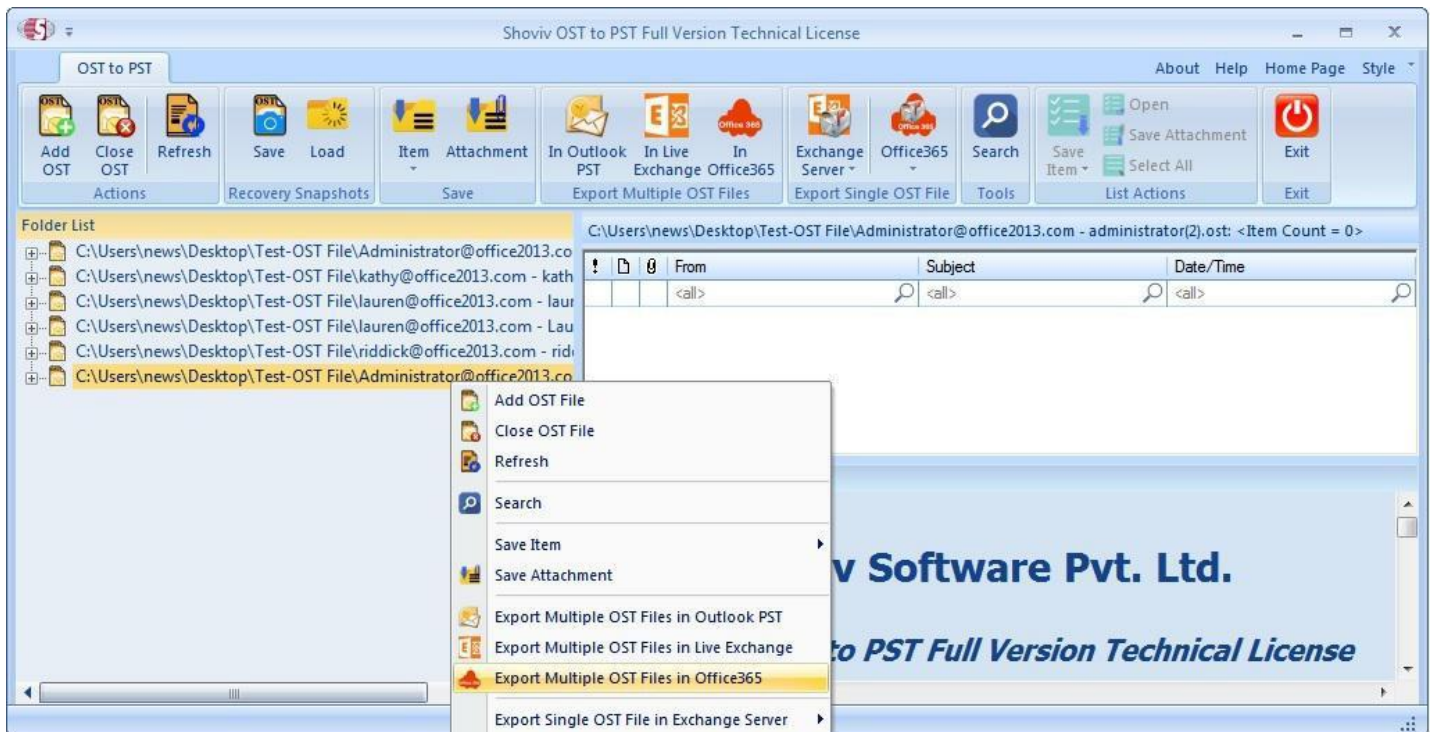 Shoviv OST to PST Full Version Technical License
OST to PST
About Help Home Page Style
Add OST
Close OST
Refresh
Actions
Save
Load
Recovery Snapshots
Item
Attachment
Save
In Outlook PST
In Live Exchange
In Office365
Export Multiple OST Files
Exchange Server
Office365
Export Single OST File
Search
Tools
Save Item
Open
Save Attachment
Select All
List Actions
Exit
Exit
Folder List
C:\Users\news\Desktop\Test-OST File\Administrator@office2013.co
C:\Users\news\Desktop\Test-OST File\kathy@office2013.com - kath
C:\Users\news\Desktop\Test-OST File\lauren@office2013.com - laur
C:\Users\news\Desktop\Test-OST File\lauren@office2013.com - Lau
C:\Users\news\Desktop\Test-OST File\riddick@office2013.com - rid
C:\Users\news\Desktop\Test-OST File\Administrator@office2013.co
C:\Users\news\Desktop\Test-OST File\Administrator@office2013.com - administrator(2).ost: <Item Count = 0>
From Subject Date/Time
<all> <all> <all>
Add OST File
Close OST File
Refresh
Search
Save Item
Save Attachment
Export Multiple OST Files in Outlook PST
Export Multiple OST Files in Live Exchange
Export Multiple OST Files in Office365
Export Single OST File in Exchange Server
v Software Pvt. Ltd.
to PST Full Version Technical License